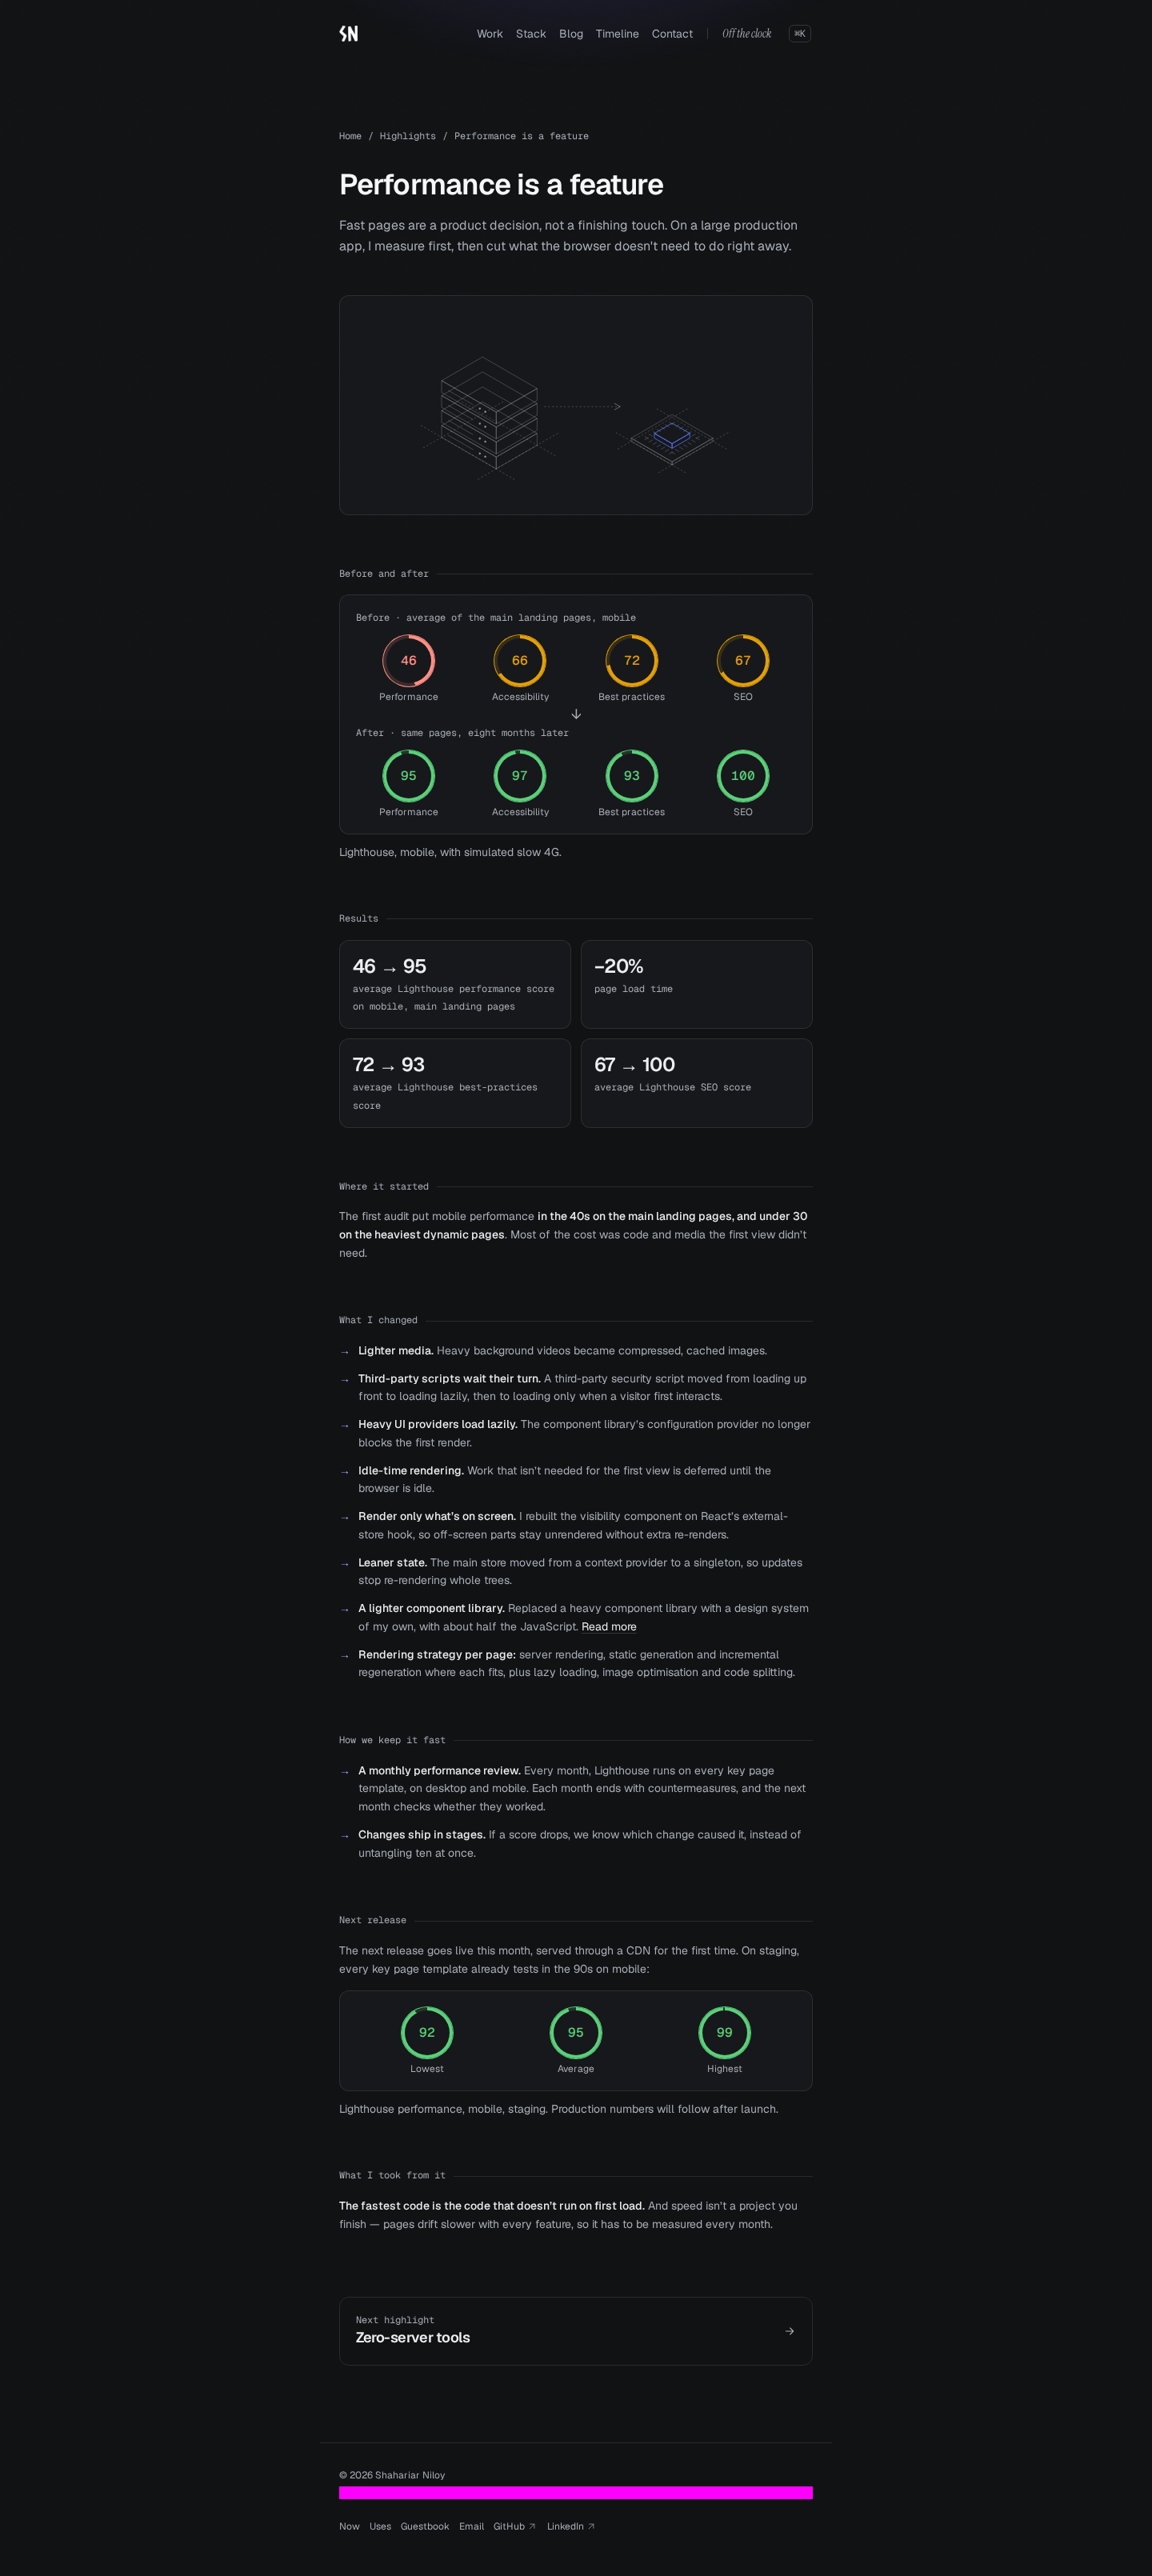 SN
Work Stack Blog Timeline Contact Off the clock ⌘K
Home / Highlights / Performance is a feature
Performance is a feature
Fast pages are a product decision, not a finishing touch. On a large production
app, I measure first, then cut what the browser doesn't need to do right away.
Before and after
Before · average of the main landing pages, mobile
46 66 72 67
Performance Accessibility Best practices SEO
↓
After · same pages, eight months later
95 97 93 100
Performance Accessibility Best practices SEO
Lighthouse, mobile, with simulated slow 4G.
Results
46 → 95
average Lighthouse performance score
on mobile, main landing pages
−20%
page load time
72 → 93
average Lighthouse best-practices
score
67 → 100
average Lighthouse SEO score
Where it started
The first audit put mobile performance in the 40s on the main landing pages, and under 30
on the heaviest dynamic pages. Most of the cost was code and media the first view didn't
need.
What I changed
→ Lighter media. Heavy background videos became compressed, cached images.
→ Third-party scripts wait their turn. A third-party security script moved from loading up
front to loading lazily, then to loading only when a visitor first interacts.
→ Heavy UI providers load lazily. The component library's configuration provider no longer
blocks the first render.
→ Idle-time rendering. Work that isn't needed for the first view is deferred until the
browser is idle.
→ Render only what's on screen. I rebuilt the visibility component on React's external-
store hook, so off-screen parts stay unrendered without extra re-renders.
→ Leaner state. The main store moved from a context provider to a singleton, so updates
stop re-rendering whole trees.
→ A lighter component library. Replaced a heavy component library with a design system
of my own, with about half the JavaScript. Read more
→ Rendering strategy per page: server rendering, static generation and incremental
regeneration where each fits, plus lazy loading, image optimisation and code splitting.
How we keep it fast
→ A monthly performance review. Every month, Lighthouse runs on every key page
template, on desktop and mobile. Each month ends with countermeasures, and the next
month checks whether they worked.
→ Changes ship in stages. If a score drops, we know which change caused it, instead of
untangling ten at once.
Next release
The next release goes live this month, served through a CDN for the first time. On staging,
every key page template already tests in the 90s on mobile:
92 95 99
Lowest Average Highest
Lighthouse performance, mobile, staging. Production numbers will follow after launch.
What I took from it
The fastest code is the code that doesn't run on first load. And speed isn't a project you
finish — pages drift slower with every feature, so it has to be measured every month.
Next highlight
Zero-server tools →
© 2026 Shahariar Niloy
Now Uses Guestbook Email GitHub ↗ LinkedIn ↗